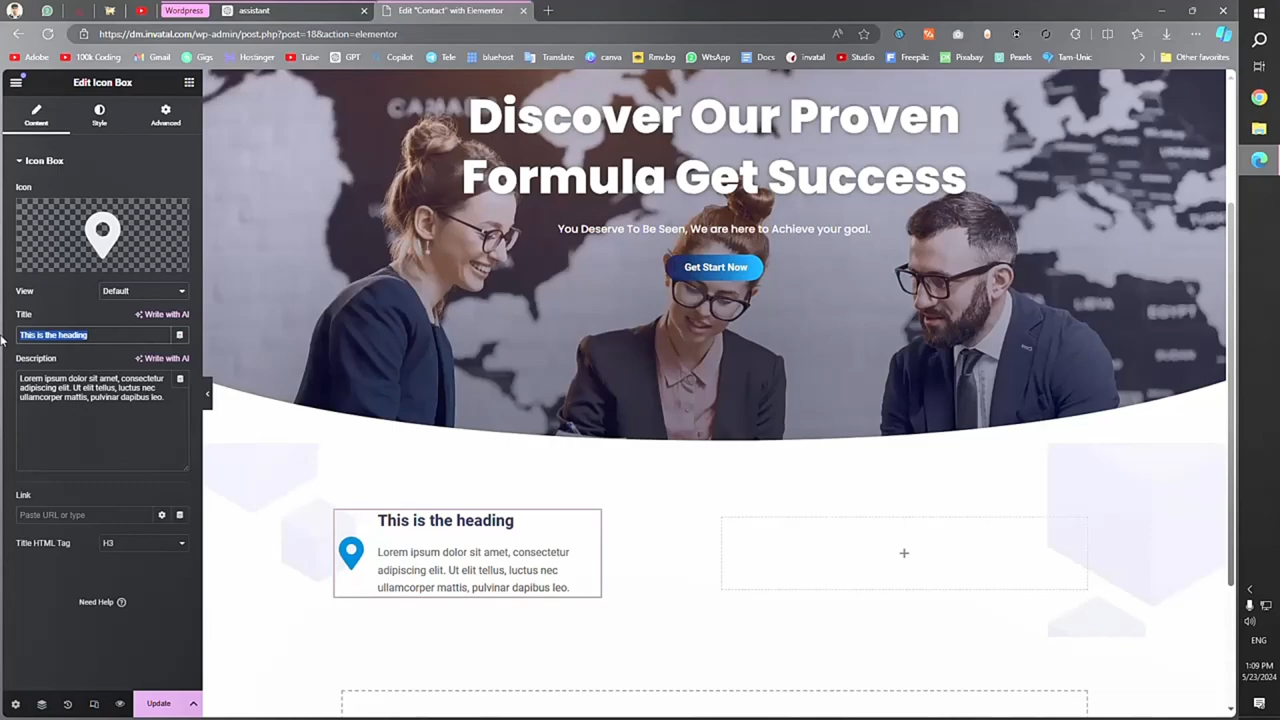 Wordpress
assistant
Edit "Contact" with Elementor
https://dm.invatal.com/wp-admin/post.php?post=18&action=elementor
Adobe
100k Coding
Gmail
Gigs
Hostinger
Tube
GPT
Copilot
Tele
bluehost
Translate
canva
Rmv.bg
WtsApp
Docs
invatal
Studio
Freepik:
Pixabay
Pexels
Tam-Unic
Other favorites
Edit Icon Box
Content
Style
Advanced
Icon Box
Icon
View
Default
Title
Write with AI
This is the heading
Description
Write with AI
Lorem ipsum dolor sit amet, consectetur
adipiscing elit. Ut elit tellus, luctus nec
ullamcorper mattis, pulvinar dapibus leo.
Link
Paste URL or type
Title HTML Tag
H3
Need Help
Update
Discover Our Proven
Formula Get Success
You Deserve To Be Seen, We are here to Achieve your goal.
Get Start Now
This is the heading
Lorem ipsum dolor sit amet, consectetur
adipiscing elit. Ut elit tellus, luctus nec
ullamcorper mattis, pulvinar dapibus leo.
ENG
1:09 PM
5/23/2024